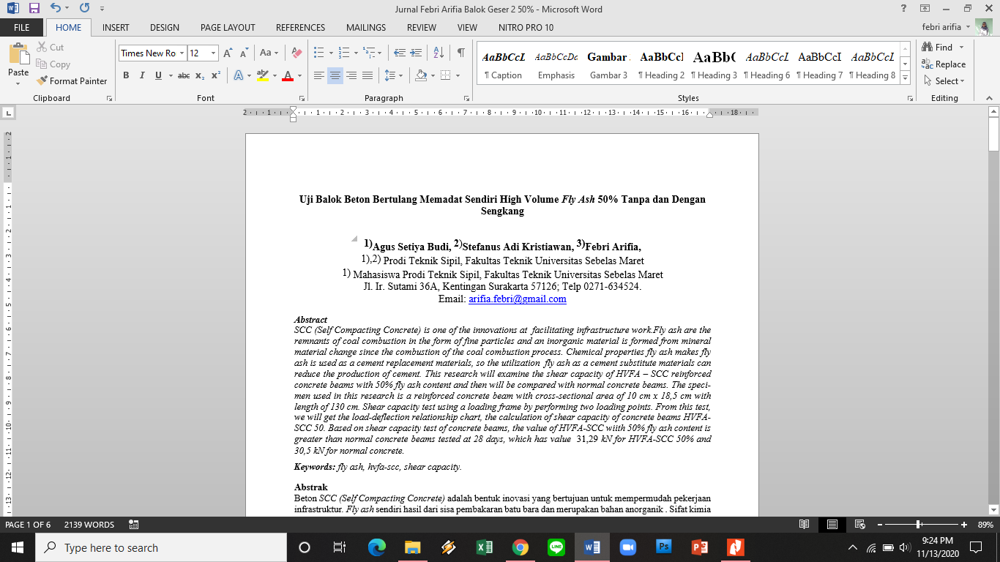 Jurnal Febri Arifia Balok Geser 2 50% - Microsoft Word
FILE HOME INSERT DESIGN PAGE LAYOUT REFERENCES MAILINGS REVIEW VIEW NITRO PRO 10 febri arifia
Paste
Cut
Copy
Format Painter
Clipboard
Times New Ro 12
Font
Paragraph
AaBbCcL AaBbCcDc Gambar AaBbCcI AaBbC AaBbCcL AaBbCcI AaBbCcL
¶ Caption Emphasis Gambar 3 ¶ Heading 2 ¶ Heading 3 ¶ Heading 6 ¶ Heading 7 ¶ Heading 8
Styles
Find
Replace
Select
Editing
2 1 1 2 3 4 5 6 7 8 9 10 11 12 13 14 15 16 18
Uji Balok Beton Bertulang Memadat Sendiri High Volume Fly Ash 50% Tanpa dan Dengan
Sengkang
1)Agus Setiya Budi, 2)Stefanus Adi Kristiawan, 3)Febri Arifia,
1),2) Prodi Teknik Sipil, Fakultas Teknik Universitas Sebelas Maret
1) Mahasiswa Prodi Teknik Sipil, Fakultas Teknik Universitas Sebelas Maret
Jl. Ir. Sutami 36A, Kentingan Surakarta 57126; Telp 0271-634524.
Email: arifia.febri@gmail.com
Abstract
SCC (Self Compacting Concrete) is one of the innovations at facilitating infrastructure work.Fly ash are the
remnants of coal combustion in the form of fine particles and an inorganic material is formed from mineral
material change since the combustion of the coal combustion process. Chemical properties fly ash makes fly
ash is used as a cement replacement materials, so the utilization fly ash as a cement substitute materials can
reduce the production of cement. This research will examine the shear capacity of HVFA – SCC reinforced
concrete beams with 50% fly ash content and then will be compared with normal concrete beams. The speci-
men used in this research is a reinforced concrete beam with cross-sectional area of 10 cm x 18,5 cm with
length of 130 cm. Shear capacity test using a loading frame by performing two loading points. From this test,
we will get the load-deflection relationship chart, the calculation of shear capacity of concrete beams HVFA-
SCC 50. Based on shear capacity test of concrete beams, the value of HVFA-SCC wiith 50% fly ash content is
greater than normal concrete beams tested at 28 days, which has value 31,29 kN for HVFA-SCC 50% and
30,5 kN for normal concrete.
Keywords: fly ash, hvfa-scc, shear capacity.
Abstrak
Beton SCC (Self Compacting Concrete) adalah bentuk inovasi yang bertujuan untuk mempermudah pekerjaan
infrastruktur. Fly ash sendiri hasil dari sisa pembakaran batu bara dan merupakan bahan anorganik . Sifat kimia
PAGE 1 OF 6 2139 WORDS 89%
Type here to search
9:24 PM
11/13/2020